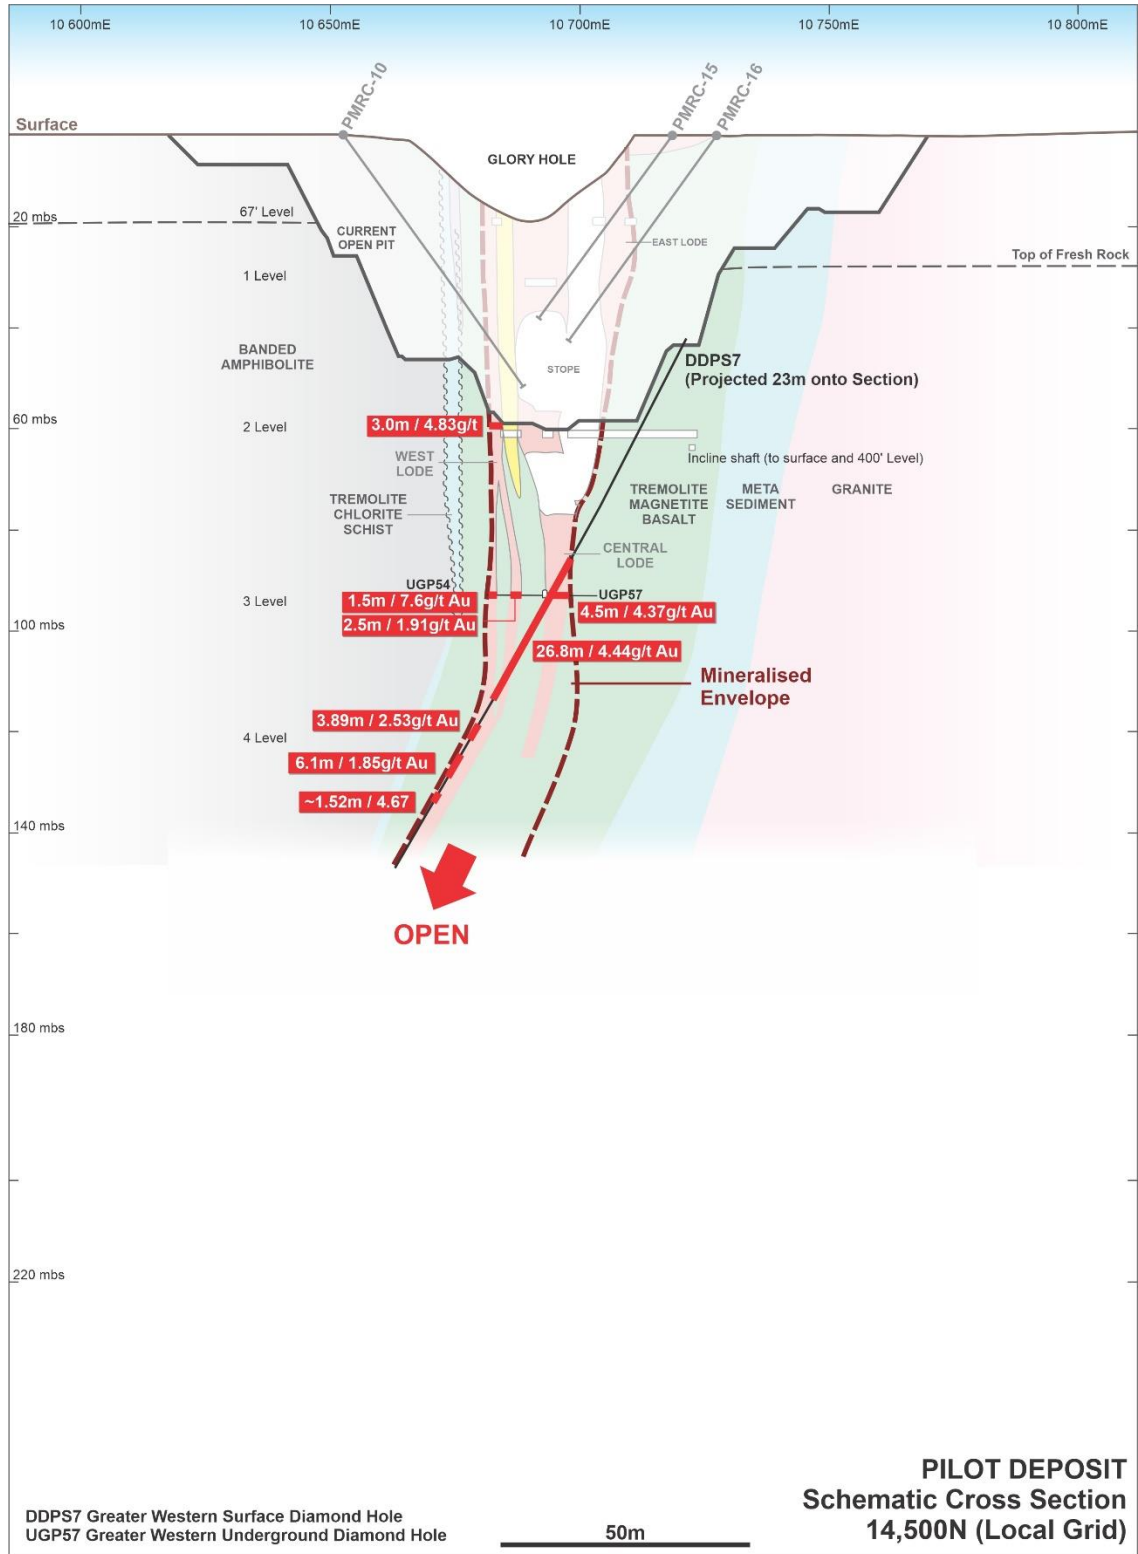 10 600mE
10 650mE
10 700mE
10 750mE
10 800mE
PMRC-10
PMRC-15
PMRC-16
Surface
GLORY HOLE
20 mbs
67' Level
CURRENT
OPEN PIT
EAST LODE
Top of Fresh Rock
1 Level
BANDED
AMPHIBOLITE
STOPE
DDPS7
(Projected 23m onto Section)
60 mbs
2 Level
3.0m / 4.83g/t
WEST
LODE
Incline shaft (to surface and 400' Level)
TREMOLITE
CHLORITE
SCHIST
TREMOLITE
MAGNETITE
BASALT
META
SEDIMENT
GRANITE
CENTRAL
LODE
UGP54
UGP57
3 Level
1.5m / 7.6g/t Au
2.5m / 1.91g/t Au
4.5m / 4.37g/t Au
100 mbs
26.8m / 4.44g/t Au
Mineralised
Envelope
3.89m / 2.53g/t Au
4 Level
6.1m / 1.85g/t Au
~1.52m / 4.67
140 mbs
OPEN
180 mbs
220 mbs
PILOT DEPOSIT
Schematic Cross Section
14,500N (Local Grid)
DDPS7 Greater Western Surface Diamond Hole
UGP57 Greater Western Underground Diamond Hole
50m